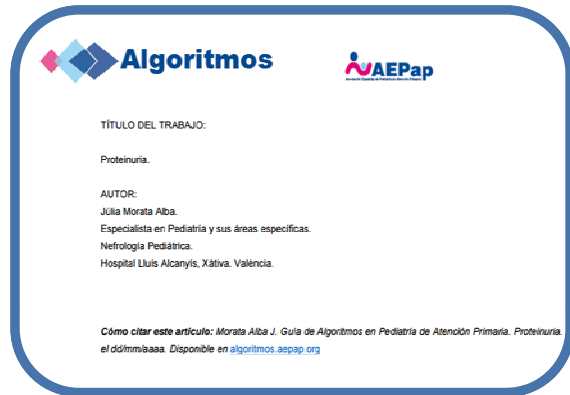 Algoritmos
AEPap
TÍTULO DEL TRABAJO:
Proteinuria.
AUTOR:
Júlia Morata Alba.
Especialista en Pediatría y sus áreas específicas.
Nefrología Pediátrica.
Hospital Lluís Alcanyís, Xàtiva. València.
Cómo citar este artículo: Morata Alba J. Guía de Algoritmos en Pediatría de Atención Primaria. Proteinuria.
el dd/mm/aaaa. Disponible en algoritmos.aepap.org